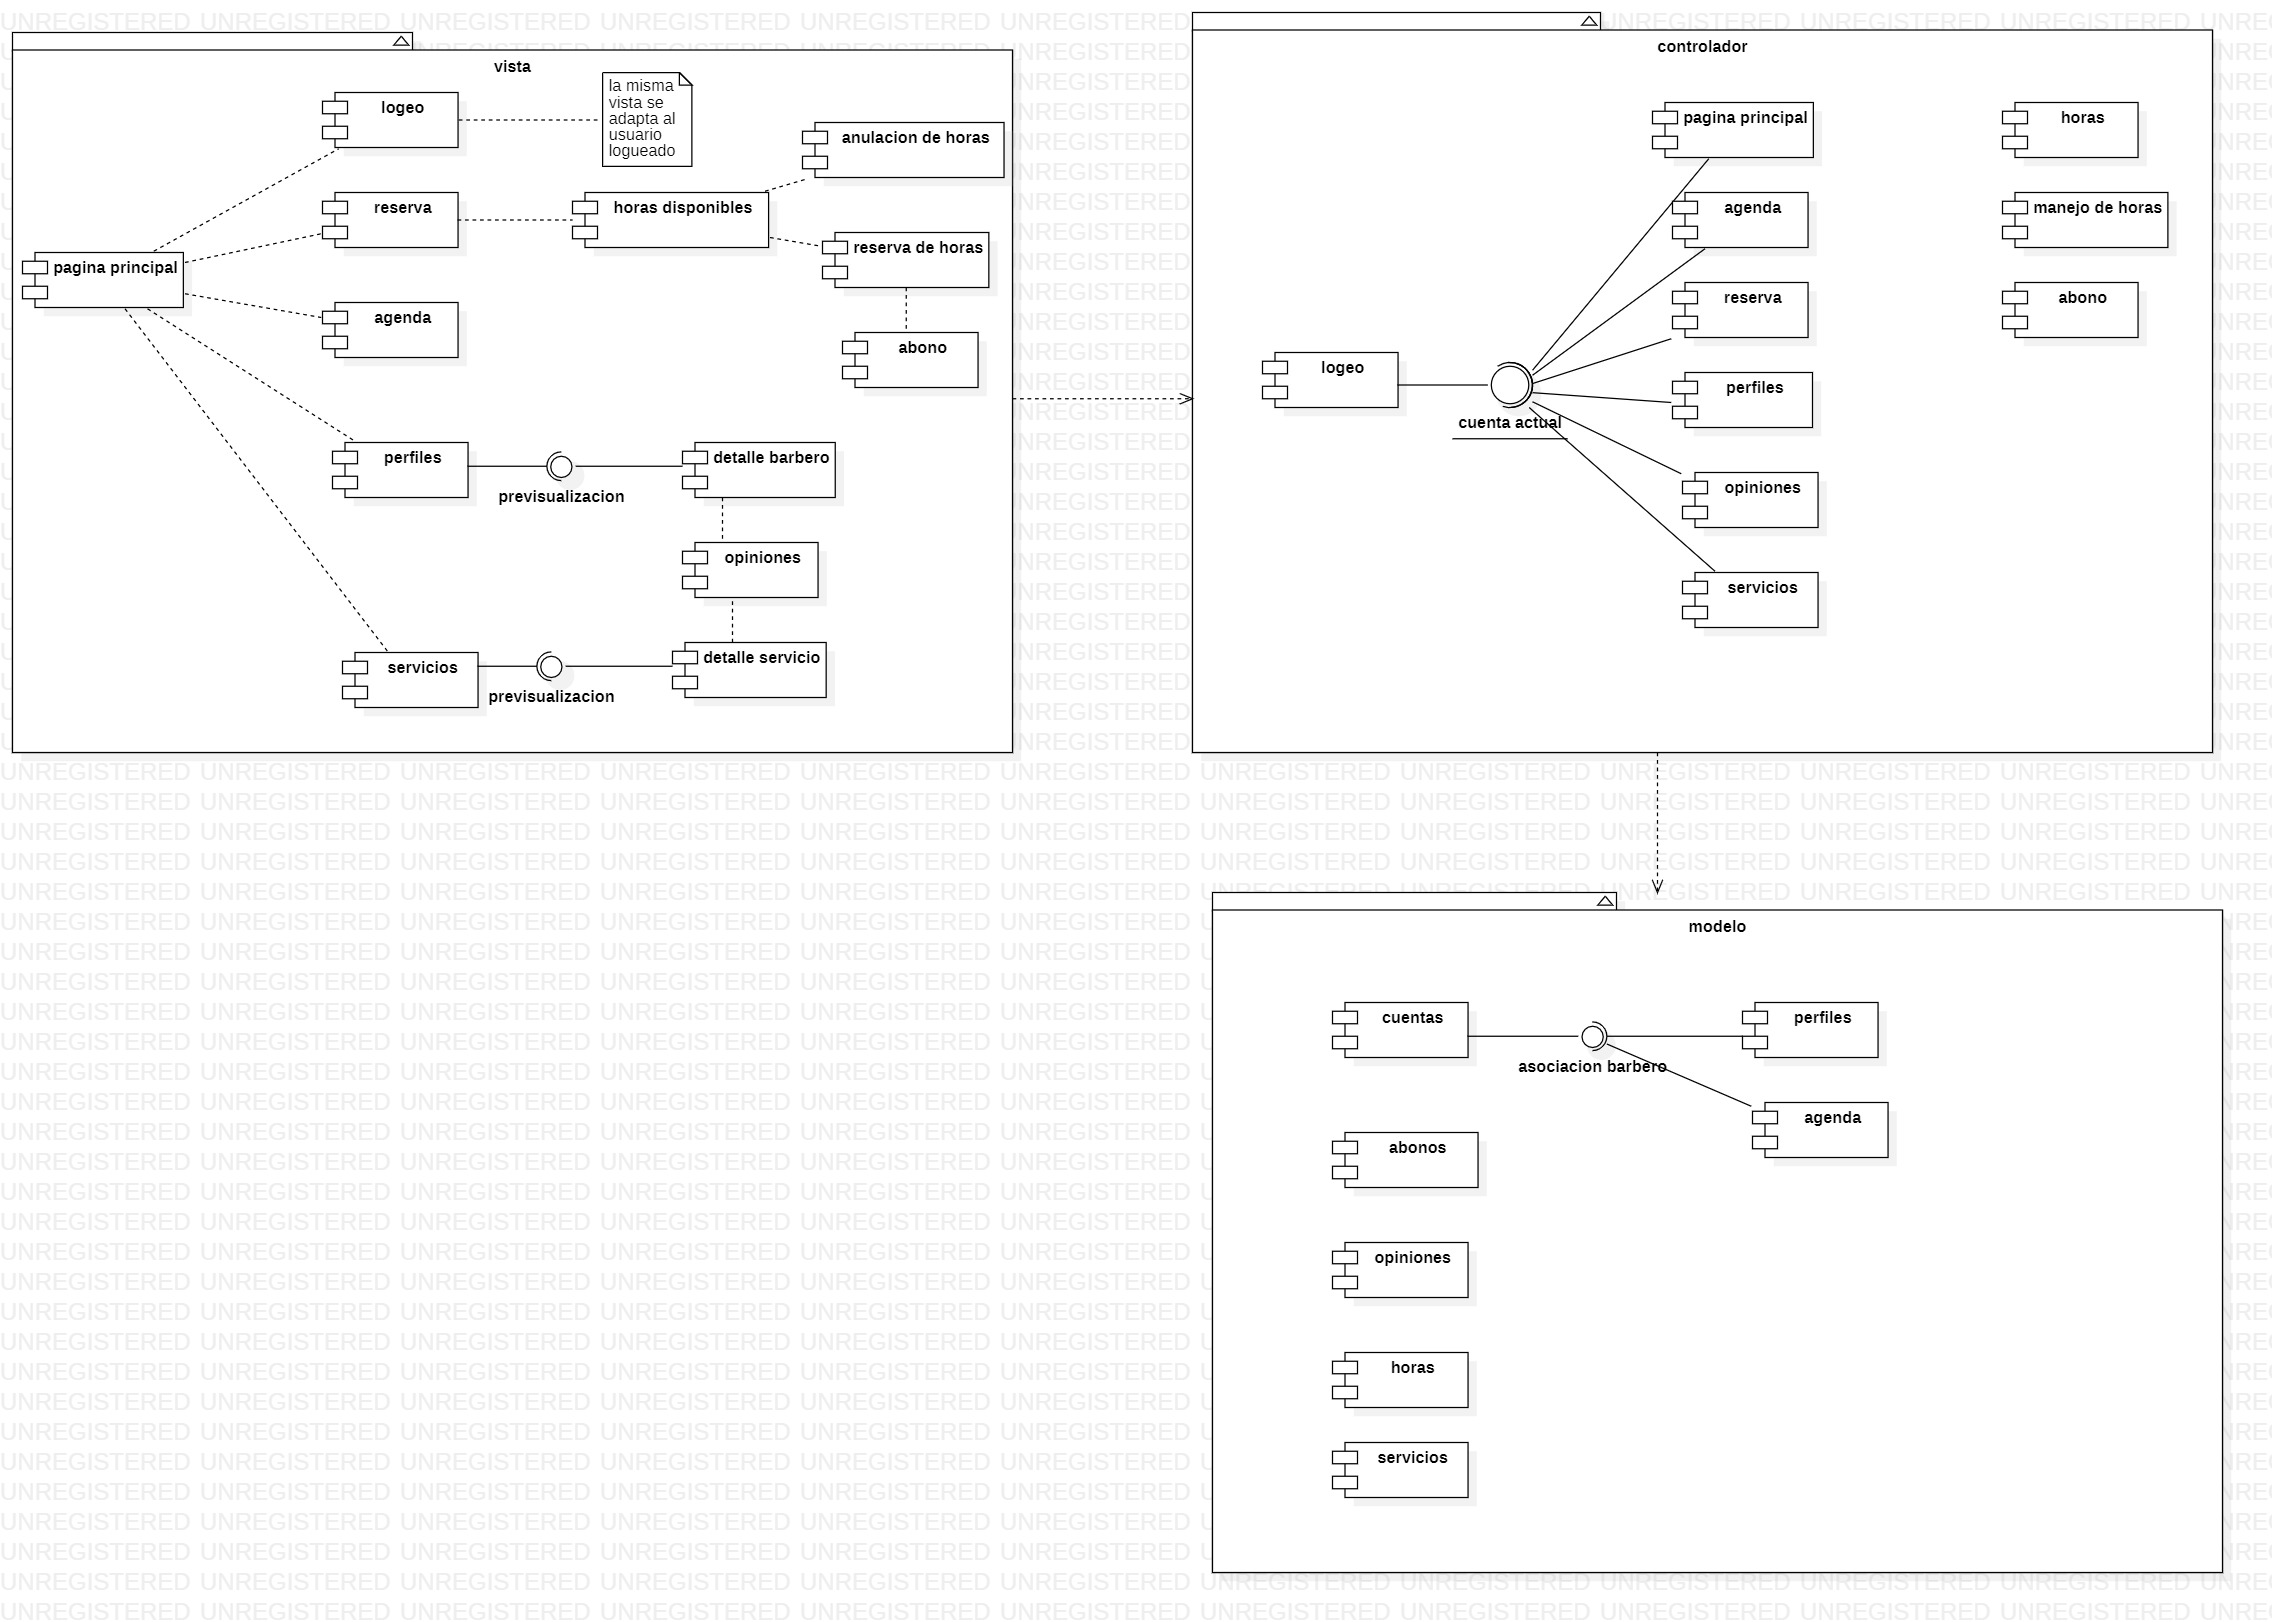 vista
logeo
la misma
vista se
adapta al
usuario
logueado
anulacion de horas
reserva
horas disponibles
reserva de horas
pagina principal
agenda
abono
perfiles
previsualizacion
detalle barbero
opiniones
servicios
previsualizacion
detalle servicio
controlador
pagina principal
horas
agenda
manejo de horas
reserva
abono
logeo
cuenta actual
perfiles
opiniones
servicios
modelo
cuentas
asociacion barbero
perfiles
agenda
abonos
opiniones
horas
servicios
UNREGISTERED